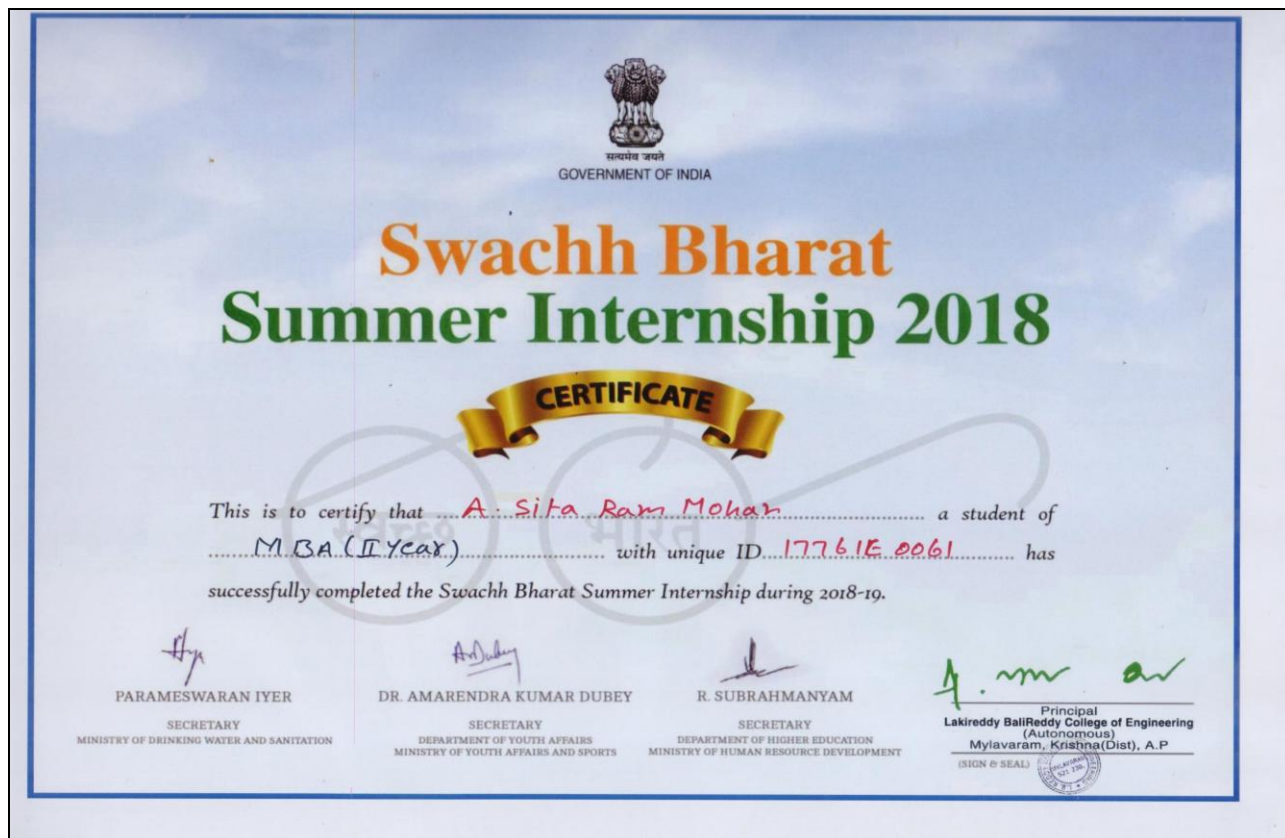 सत्यमेव जयते
GOVERNMENT OF INDIA
Swachh Bharat
Summer Internship 2018
CERTIFICATE
स्वच्छ भारत
This is to certify that A. Sita Ram Mohan a student of
MBA (II Year) with unique ID 17761E0061 has
successfully completed the Swachh Bharat Summer Internship during 2018-19.
PARAMESWARAN IYER
SECRETARY
MINISTRY OF DRINKING WATER AND SANITATION
A.Dubey
DR. AMARENDRA KUMAR DUBEY
SECRETARY
DEPARTMENT OF YOUTH AFFAIRS
MINISTRY OF YOUTH AFFAIRS AND SPORTS
R. SUBRAHMANYAM
SECRETARY
DEPARTMENT OF HIGHER EDUCATION
MINISTRY OF HUMAN RESOURCE DEVELOPMENT
Principal
Lakireddy BaliReddy College of Engineering
(Autonomous)
Mylavaram, Krishna(Dist), A.P
(SIGN & SEAL)